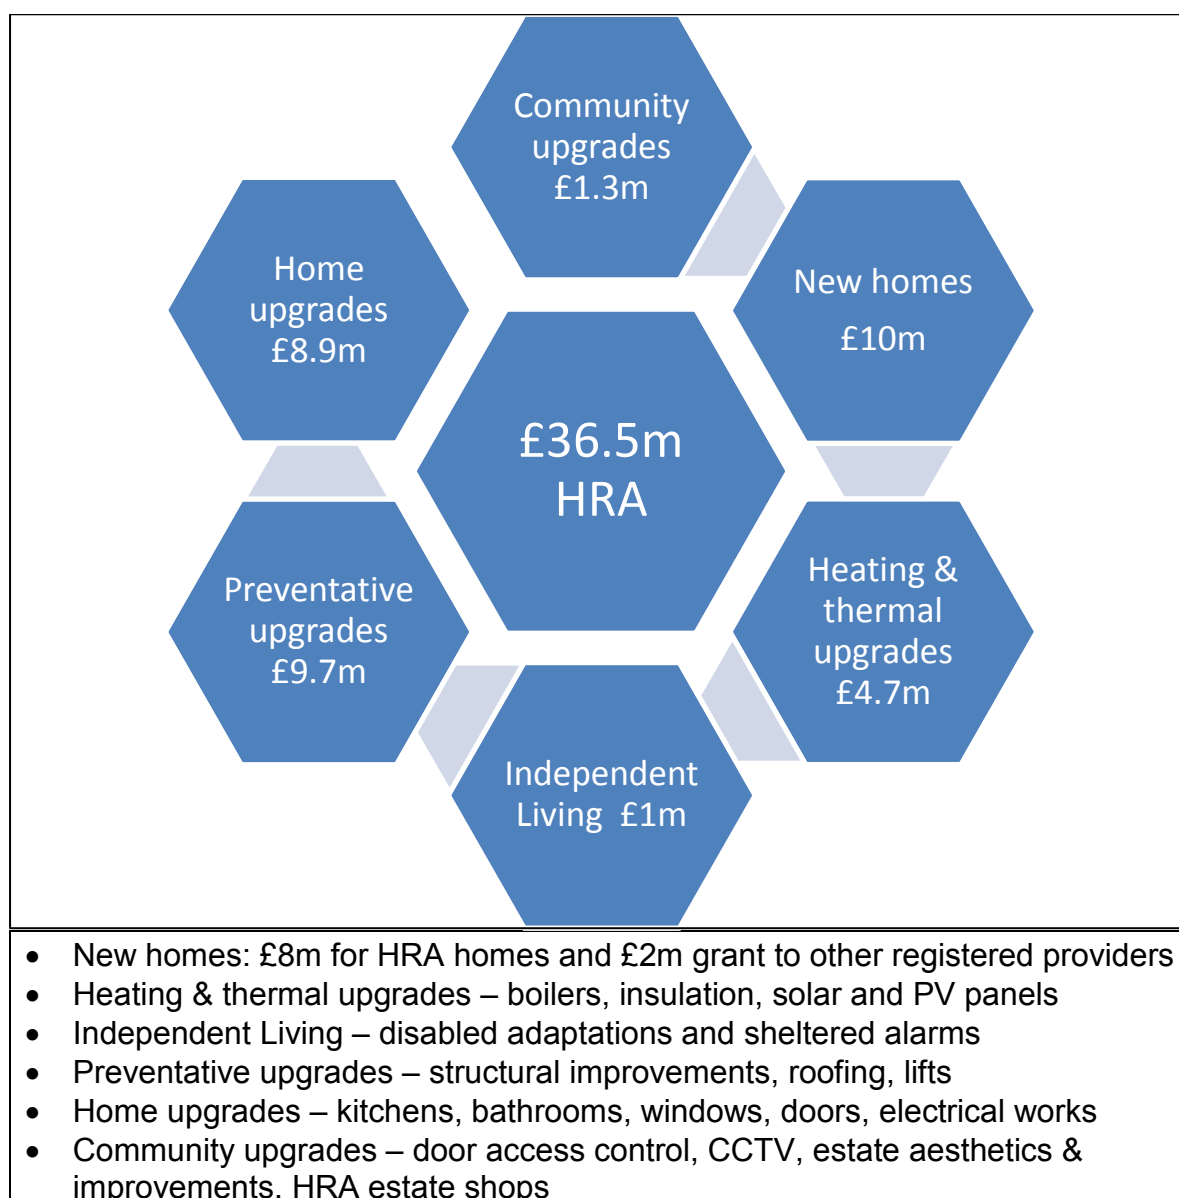 Community
upgrades
£1.3m
New homes
£10m
Heating &
thermal
upgrades
£4.7m
Independent
Living £1m
Preventative
upgrades
£9.7m
Home
upgrades
£8.9m
£36.5m
HRA
• New homes: £8m for HRA homes and £2m grant to other registered providers
• Heating & thermal upgrades – boilers, insulation, solar and PV panels
• Independent Living – disabled adaptations and sheltered alarms
• Preventative upgrades – structural improvements, roofing, lifts
• Home upgrades – kitchens, bathrooms, windows, doors, electrical works
• Community upgrades – door access control, CCTV, estate aesthetics &
improvements, HRA estate shops